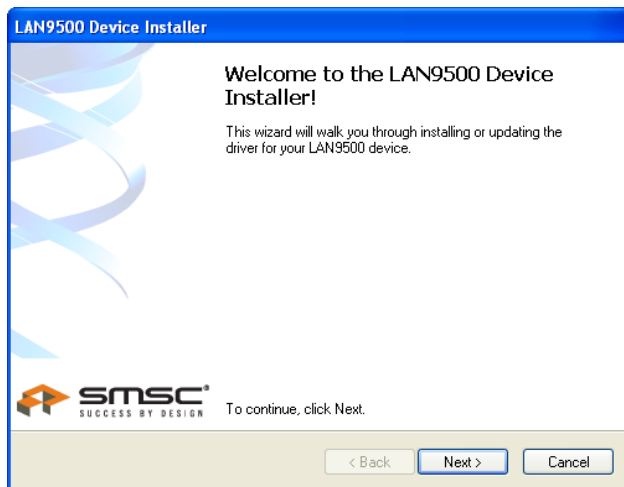 LAN9500 Device Installer
Welcome to the LAN9500 Device
Installer!
This wizard will walk you through installing or updating the
driver for your LAN9500 device.
smsc®
SUCCESS BY DESIGN
To continue, click Next.
< Back
Next >
Cancel